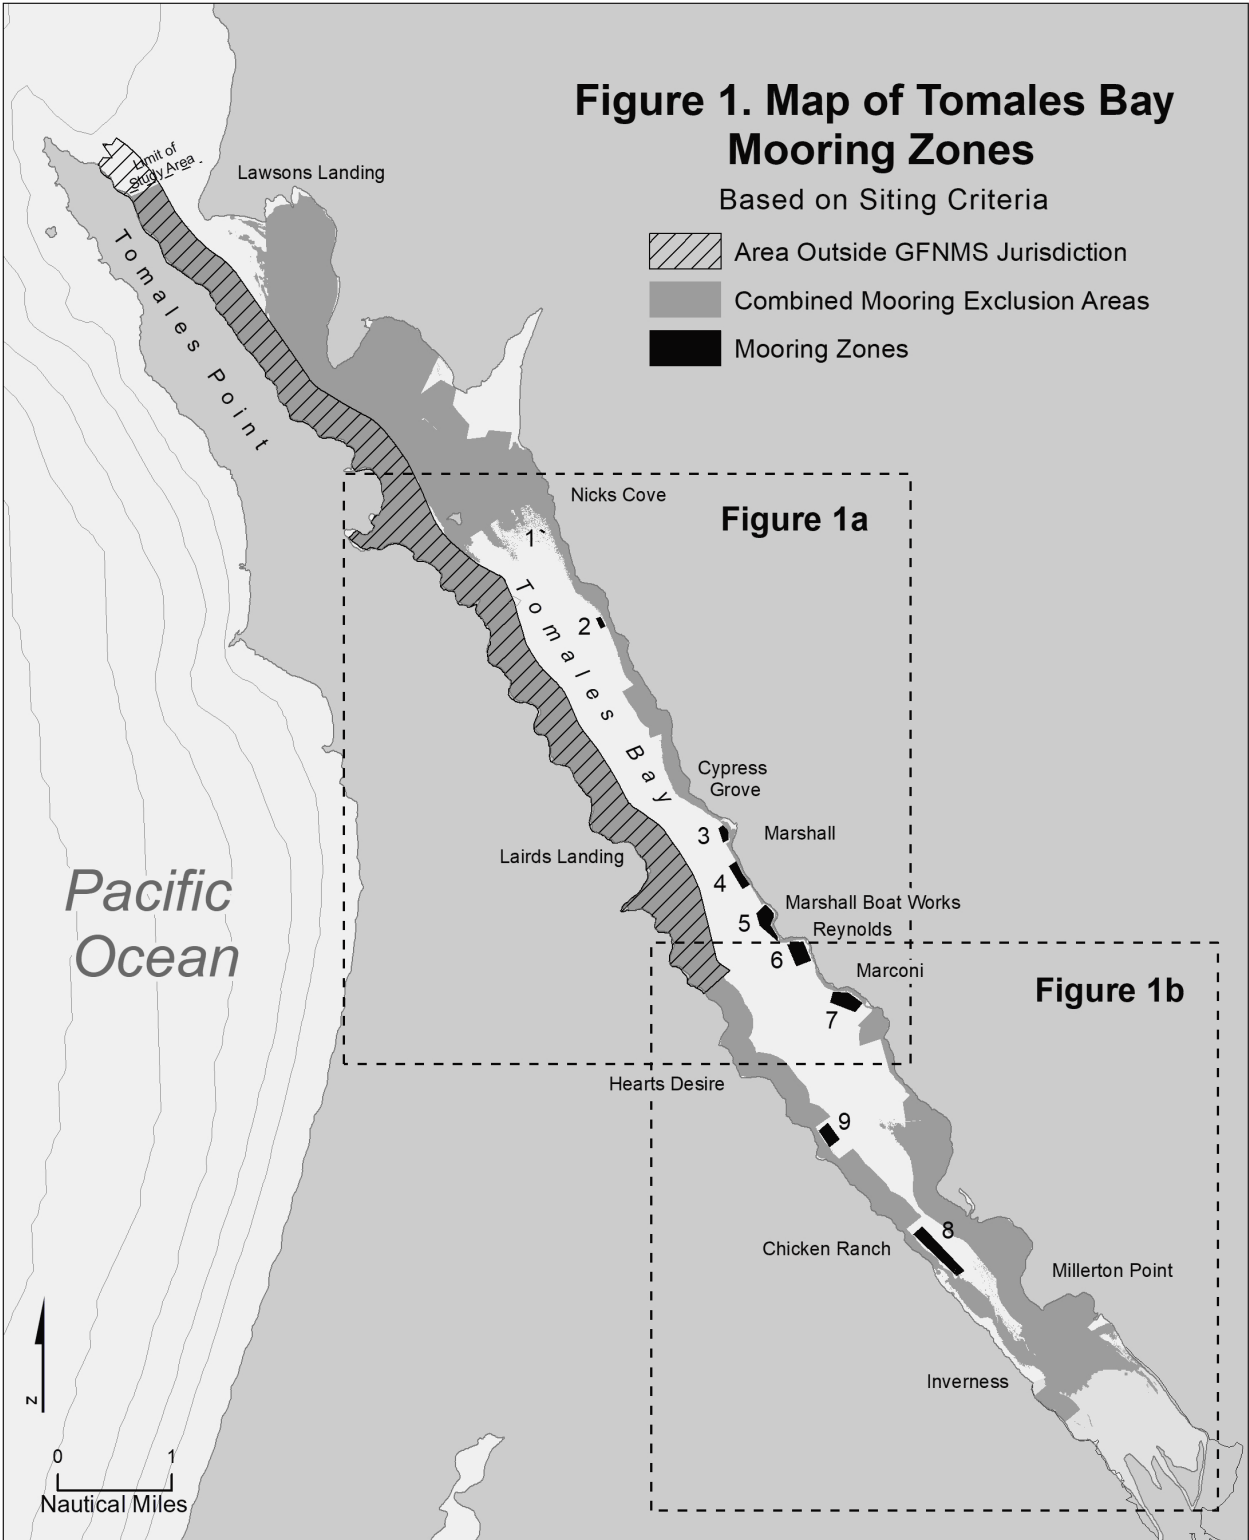 Figure 1. Map of Tomales Bay
Mooring Zones
Based on Siting Criteria
Area Outside GFNMS Jurisdiction
Combined Mooring Exclusion Areas
Mooring Zones
Limit of
Study Area
Lawsons Landing
Tomales Point
Nicks Cove
Figure 1a
1
Tomales Bay
2
Cypress
Grove
3
Marshall
Lairds Landing
4
Marshall Boat Works
5
Reynolds
6
Marconi
Pacific
Ocean
Figure 1b
7
Hearts Desire
9
8
Chicken Ranch
Millerton Point
Inverness
N
0 1
Nautical Miles